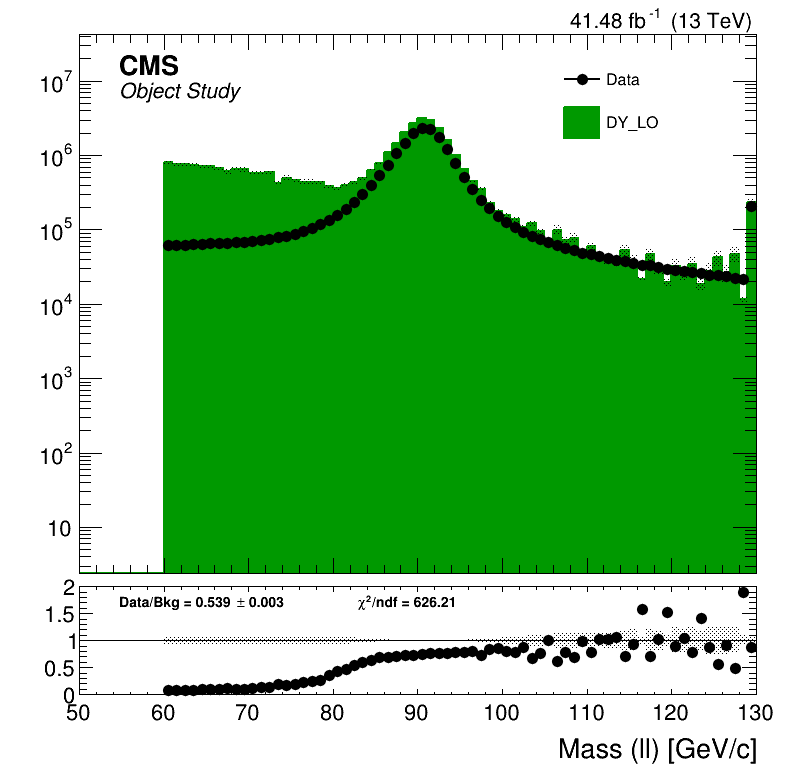 41.48 fb⁻¹ (13 TeV)
CMS
Object Study
Data
DY_LO
10⁷
10⁶
10⁵
10⁴
10³
10²
10
Data/Bkg = 0.539 ± 0.003
χ²/ndf = 626.21
2
1.5
1
0.5
0
50 60 70 80 90 100 110 120 130
Mass (ll) [GeV/c]